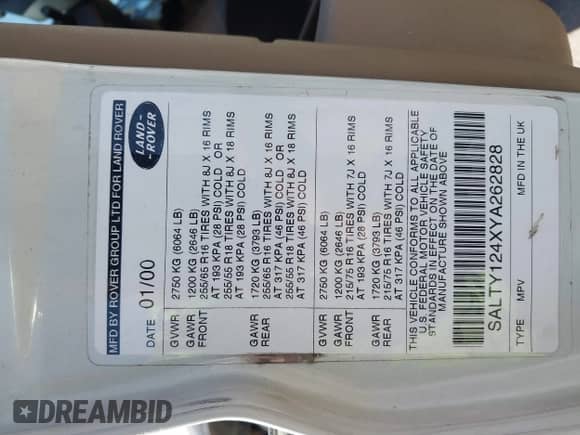 MFD BY ROVER GROUP LTD FOR LAND ROVER
DATE 01/00
LAND-
-ROVER
GVWR 2750 KG (6064 LB)
GAWR 1200 KG (2646 LB)
FRONT 255/65 R16 TIRES WITH 8J X 16 RIMS
AT 193 KPA (28 PSI) COLD OR
255/55 R18 TIRES WITH 8J X 18 RIMS
AT 193 KPA (28 PSI) COLD
GAWR 1720 KG (3793 LB)
REAR 255/65 R16 TIRES WITH 8J X 16 RIMS
AT 317 KPA (46 PSI) COLD OR
255/55 R18 TIRES WITH 8J X 18 RIMS
AT 317 KPA (46 PSI) COLD
GVWR 2750 KG (6064 LB)
GAWR 1200 KG (2646 LB)
FRONT 215/75 R16 TIRES WITH 7J X 16 RIMS
AT 193 KPA (28 PSI) COLD
GAWR 1720 KG (3793 LB)
REAR 215/75 R16 TIRES WITH 7J X 16 RIMS
AT 317 KPA (46 PSI) COLD
THIS VEHICLE CONFORMS TO ALL APPLICABLE
U.S. FEDERAL MOTOR VEHICLE SAFETY
STANDARDS IN EFFECT ON THE DATE OF
MANUFACTURE SHOWN ABOVE
SALTY124XYA262828
TYPE MPV MFD IN THE UK
DREAMBID